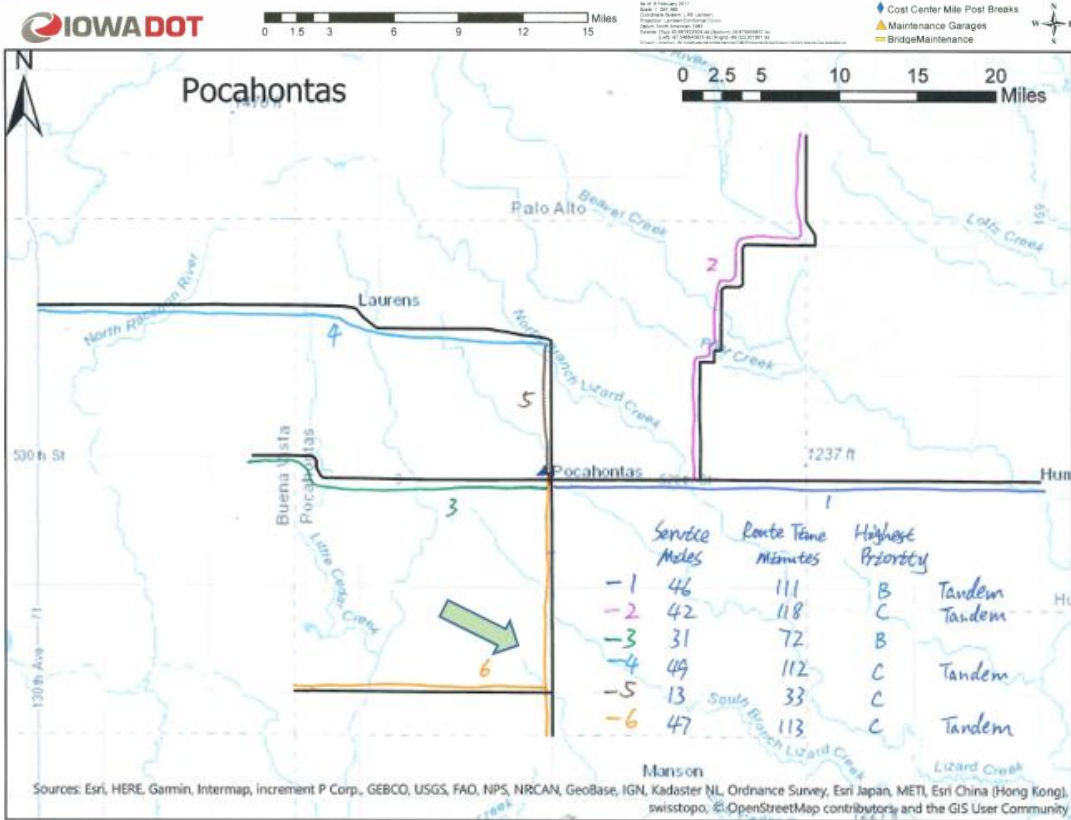 IOWADOT
0 1.5 3 6 9 12 15 Miles
Cost Center Mile Post Breaks
Maintenance Garages
BridgeMaintenance
N
W
N
Pocahontas
0 2.5 5 10 15 20
Miles
Palo Alto
Beaver Creek
Lotts Creek
169
2
North Raccoon River
Laurens
4
North Branch Lizard Creek
Creek
5
530th St
Buena Vista
Pocahontas
Pocahontas
1237 ft
Hum
3
1
Little Cedar Creek
Service Miles Route Time Minutes Highest Priority
-1 46 111 B Tandem
-2 42 118 C Tandem
-3 31 72 B
-4 49 112 C Tandem
-5 13 33 C
-6 47 113 C Tandem
130th Ave
71
6
South Branch Lizard Creek
Lizard Creek
Manson
Sources: Esri, HERE, Garmin, Intermap, increment P Corp., GEBCO, USGS, FAO, NPS, NRCAN, GeoBase, IGN, Kadaster NL, Ordnance Survey, Esri Japan, METI, Esri China (Hong Kong),
swisstopo, © OpenStreetMap contributors, and the GIS User Community